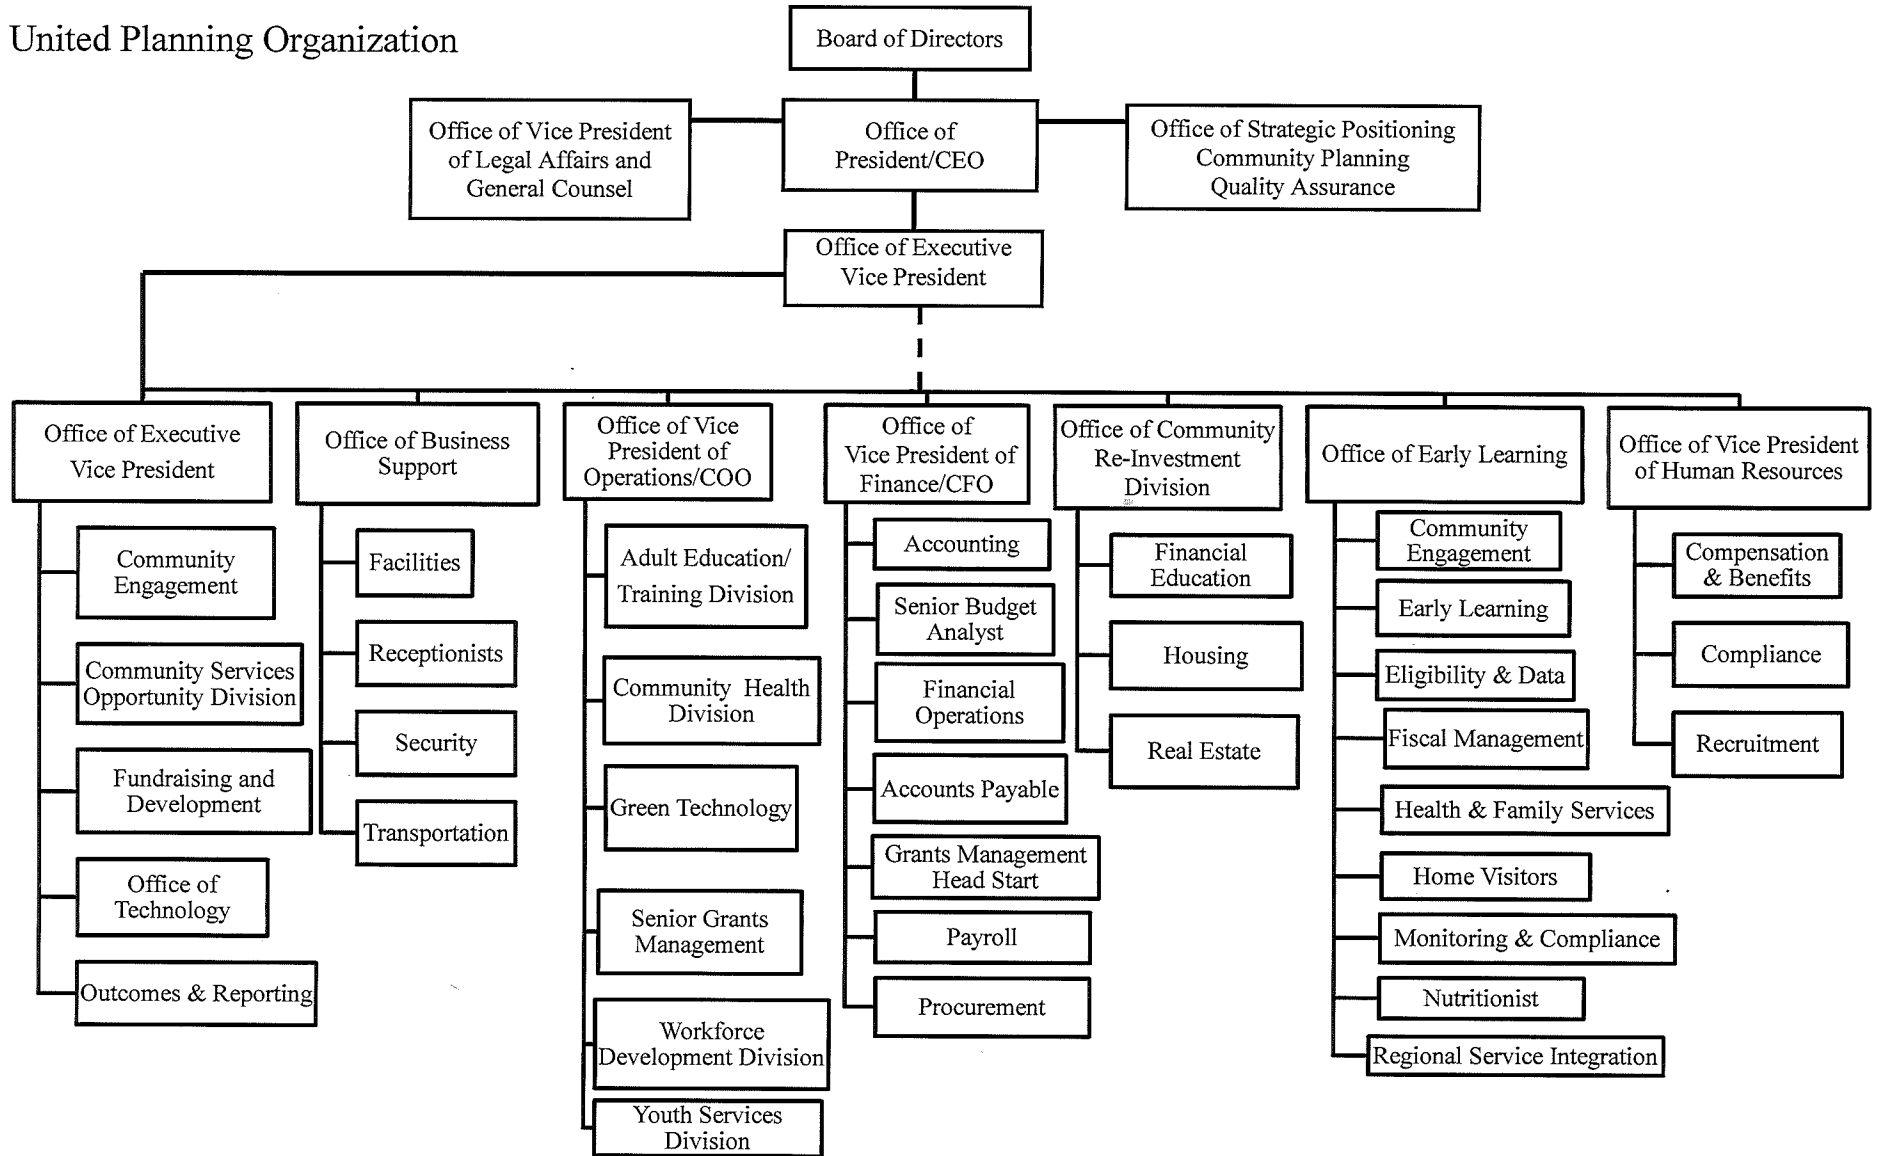 United Planning Organization
Board of Directors
Office of Vice President
of Legal Affairs and
General Counsel
Office of
President/CEO
Office of Strategic Positioning
Community Planning
Quality Assurance
Office of Executive
Vice President
Office of Executive
Vice President
Community
Engagement
Community Services
Opportunity Division
Fundraising and
Development
Office of
Technology
Outcomes & Reporting
Office of Business
Support
Facilities
Receptionists
Security
Transportation
Office of Vice
President of
Operations/COO
Adult Education/
Training Division
Community Health
Division
Green Technology
Senior Grants
Management
Workforce
Development Division
Youth Services
Division
Office of
Vice President of
Finance/CFO
Accounting
Senior Budget
Analyst
Financial
Operations
Accounts Payable
Grants Management
Head Start
Payroll
Procurement
Office of Community
Re-Investment
Division
Financial
Education
Housing
Real Estate
Office of Early Learning
Community
Engagement
Early Learning
Eligibility & Data
Fiscal Management
Health & Family Services
Home Visitors
Monitoring & Compliance
Nutritionist
Regional Service Integration
Office of Vice President
of Human Resources
Compensation
& Benefits
Compliance
Recruitment